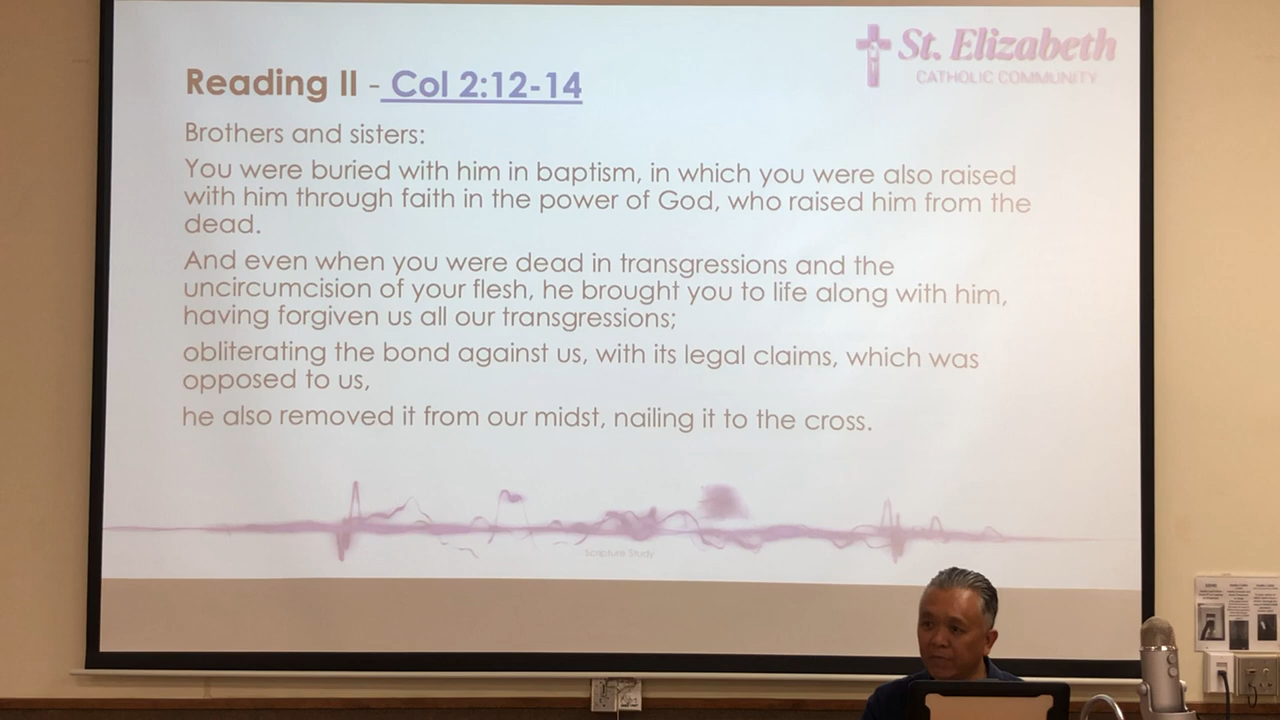 St. Elizabeth
CATHOLIC COMMUNITY
Reading II - Col 2:12-14
Brothers and sisters:
You were buried with him in baptism, in which you were also raised
with him through faith in the power of God, who raised him from the
dead.
And even when you were dead in transgressions and the
uncircumcision of your flesh, he brought you to life along with him,
having forgiven us all our transgressions;
obliterating the bond against us, with its legal claims, which was
opposed to us,
he also removed it from our midst, nailing it to the cross.
Scripture Study